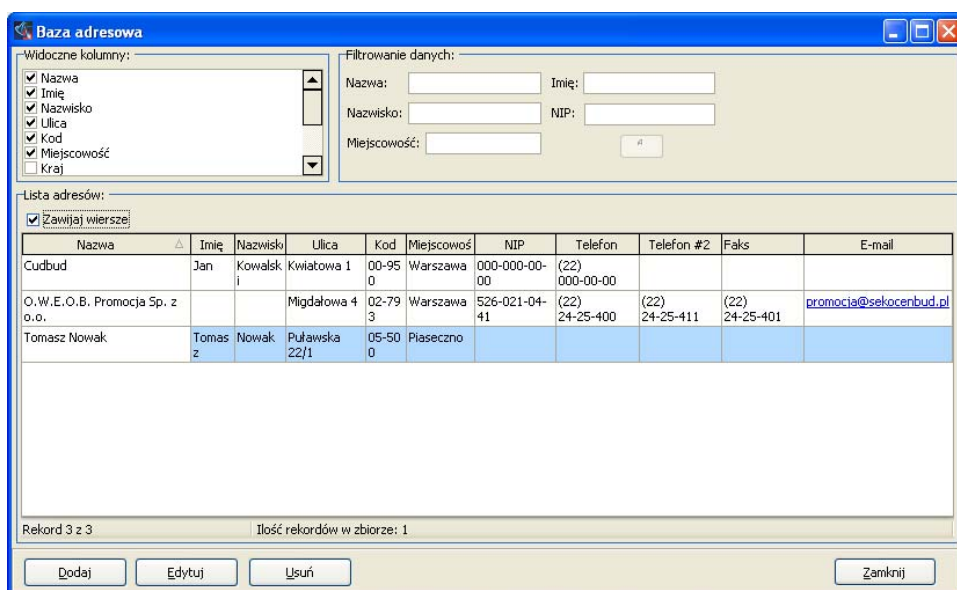 Baza adresowa
Widoczne kolumny:
Nazwa
Imię
Nazwisko
Ulica
Kod
Miejscowość
Kraj
Filtrowanie danych:
Nazwa:
Imię:
Nazwisko:
NIP:
Miejscowość:
Lista adresów:
Zawijaj wiersze
Nazwa Imię Nazwisk Ulica Kod Miejscowoś NIP Telefon Telefon #2 Faks E-mail
Cudbud Jan Kowalsk Kwiatowa 1 00-95 Warszawa 000-000-00- (22)
i 0 00 000-00-00
O.W.E.O.B. Promocja Sp. z Migdałowa 4 02-79 Warszawa 526-021-04- (22) (22) (22) promocja@sekocenbud.pl
o.o. 3 41 24-25-400 24-25-411 24-25-401
Tomasz Nowak Tomas Nowak Puławska 05-50 Piaseczno
z 22/1 0
Rekord 3 z 3 Ilość rekordów w zbiorze: 1
Dodaj Edytuj Usuń Zamknij